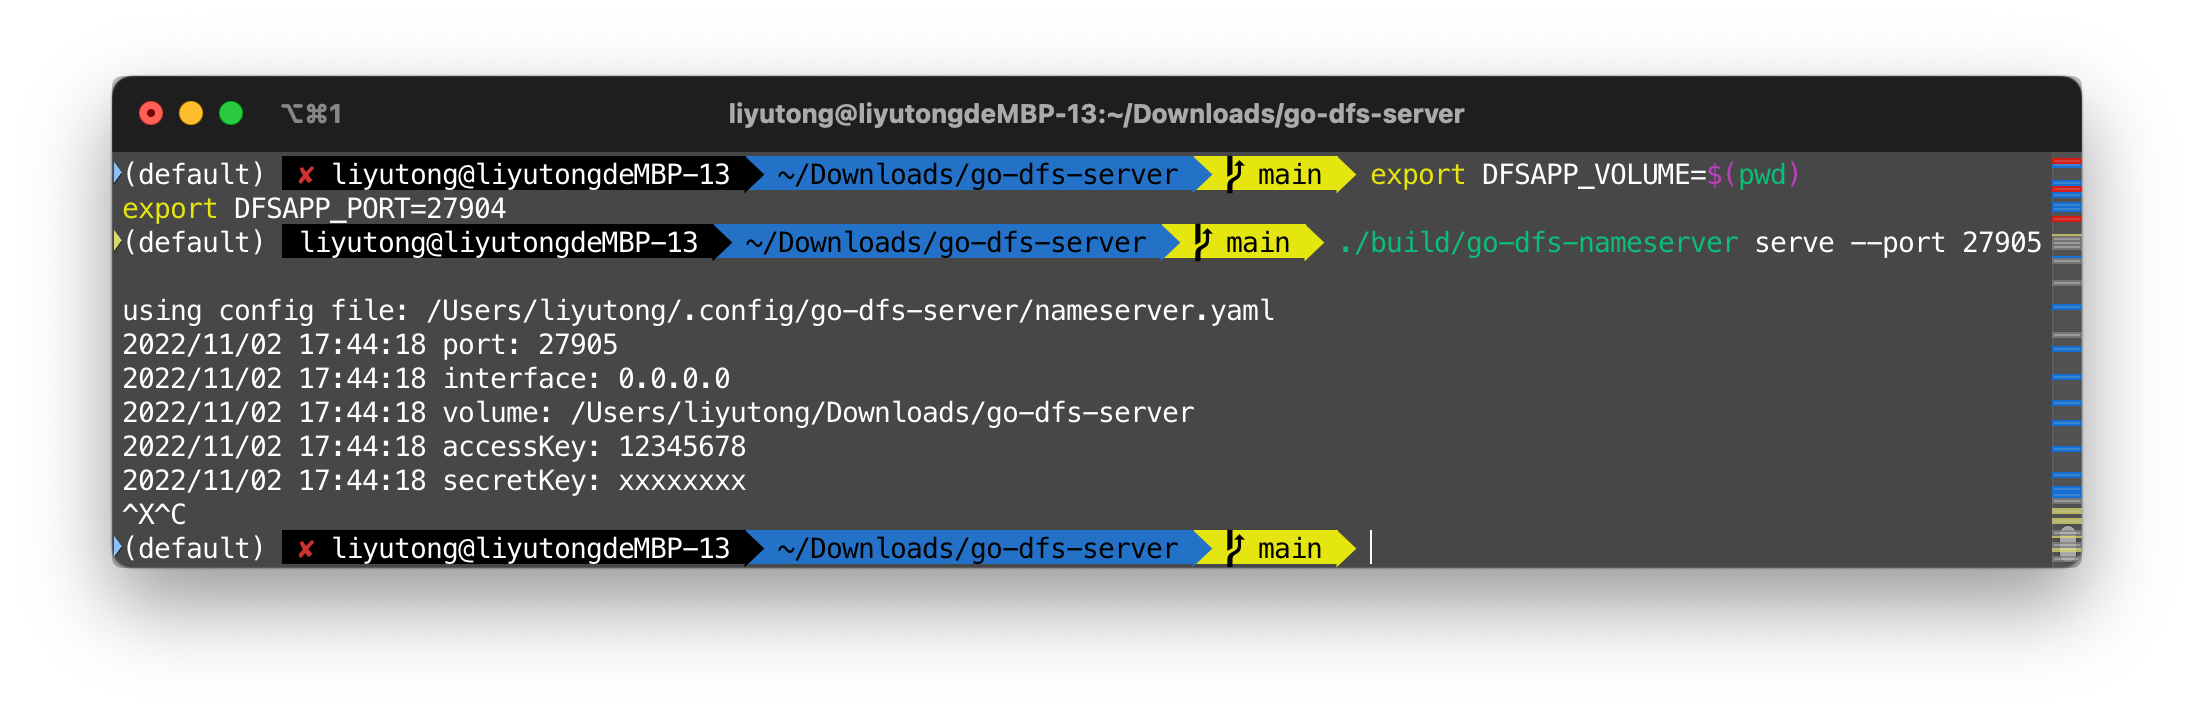 ⌥⌘1 liyutong@liyutongdeMBP-13:~/Downloads/go-dfs-server
(default) ✘ liyutong@liyutongdeMBP-13 ~/Downloads/go-dfs-server main export DFSAPP_VOLUME=$(pwd)
export DFSAPP_PORT=27904
(default) liyutong@liyutongdeMBP-13 ~/Downloads/go-dfs-server main ./build/go-dfs-nameserver serve --port 27905
using config file: /Users/liyutong/.config/go-dfs-server/nameserver.yaml
2022/11/02 17:44:18 port: 27905
2022/11/02 17:44:18 interface: 0.0.0.0
2022/11/02 17:44:18 volume: /Users/liyutong/Downloads/go-dfs-server
2022/11/02 17:44:18 accessKey: 12345678
2022/11/02 17:44:18 secretKey: xxxxxxxx
^X^C
(default) ✘ liyutong@liyutongdeMBP-13 ~/Downloads/go-dfs-server main